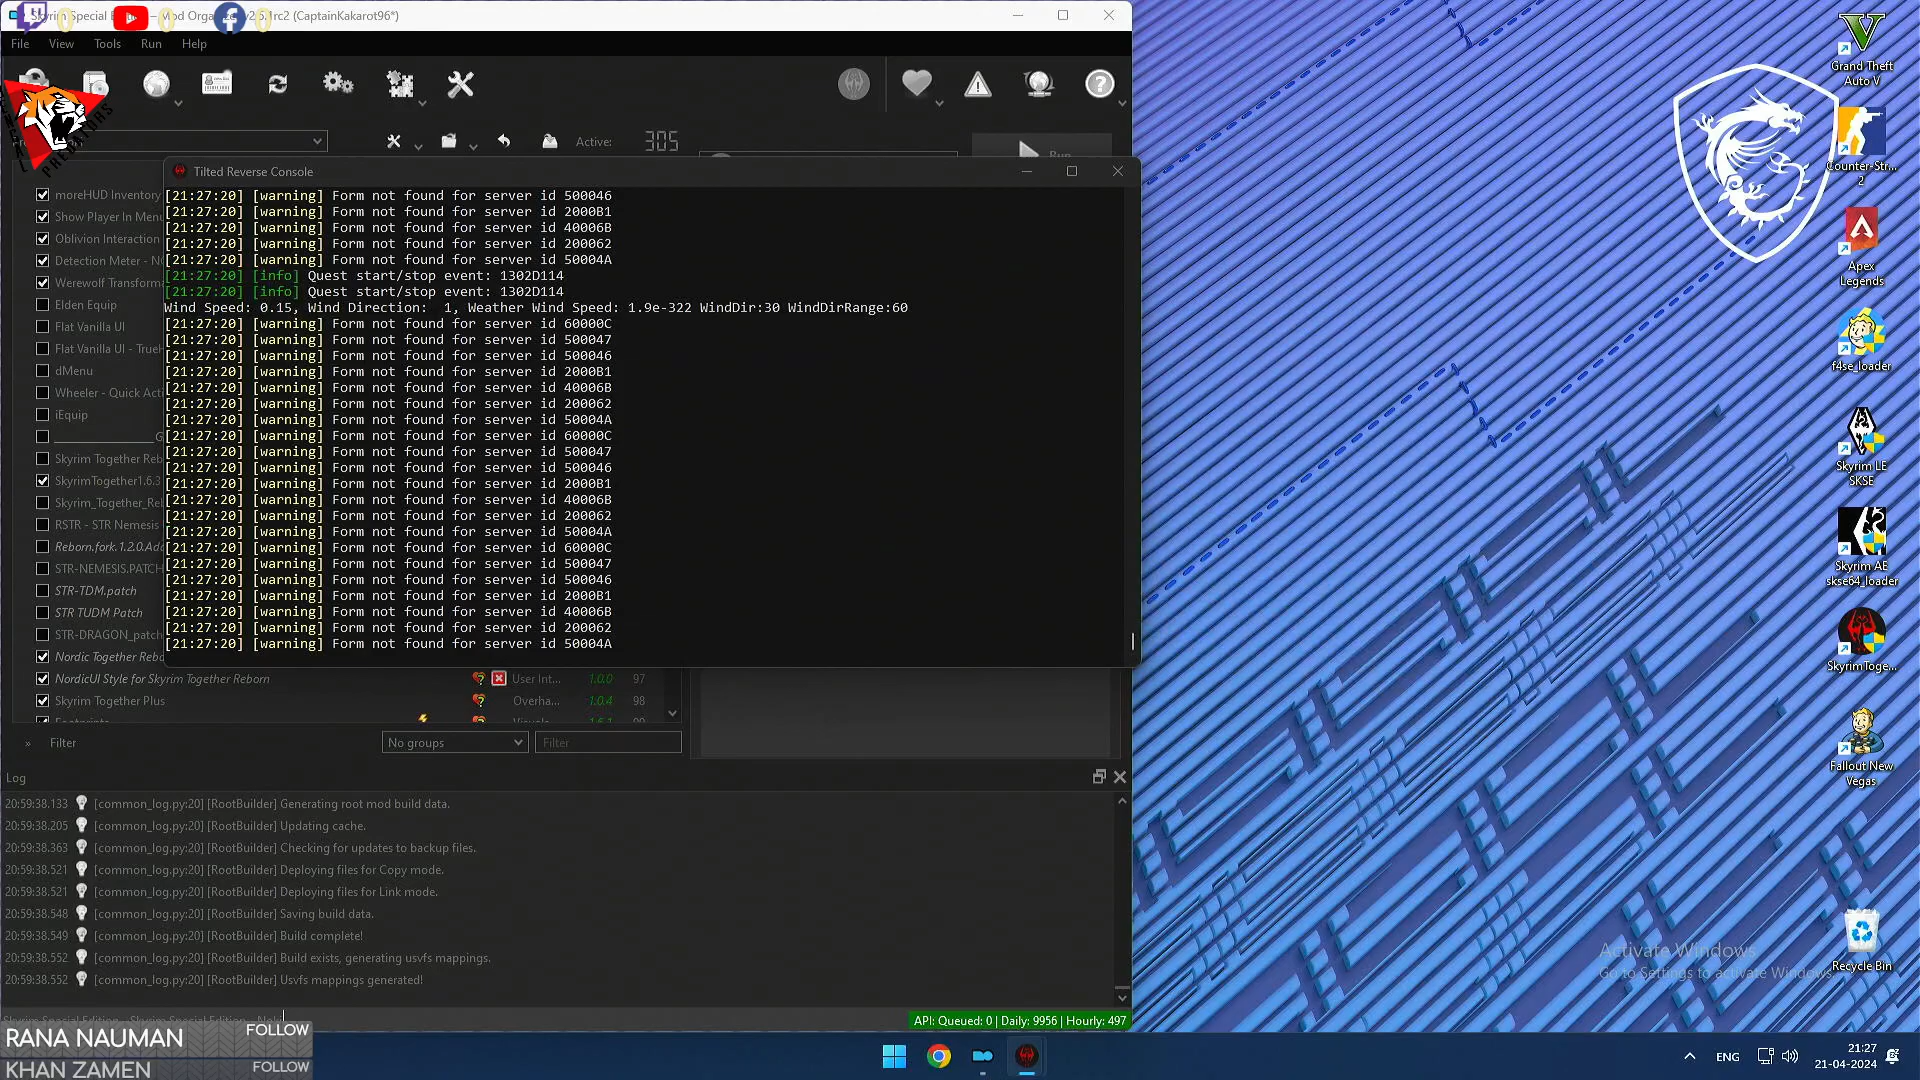 Skyrim Special Edition – Mod Organizer v2.5.1rc2 (CaptainKakarot96*)
0
0
0
File View Tools Run Help
Active: 305
Run
PREDATORS
moreHUD Inventory
Show Player In Menu
Oblivion Interaction
Detection Meter - NO
Werewolf Transforma
Elden Equip
Flat Vanilla UI
Flat Vanilla UI - TrueH
dMenu
Wheeler - Quick Acti
iEquip
Skyrim Together Reb
SkyrimTogether1.6.3
Skyrim_Together_Rel
RSTR - STR Nemesis
Reborn.fork.1.2.0.Ad
STR-NEMESIS.PATCH
STR-TDM.patch
STR TUDM Patch
STR-DRAGON_patch
Nordic Together Rebo
NordicUI Style for Skyrim Together Reborn User Int... 1.0.0 97
Skyrim Together Plus Overha... 1.0.4 98
Tilted Reverse Console
[21:27:20] [warning] Form not found for server id 500046
[21:27:20] [warning] Form not found for server id 2000B1
[21:27:20] [warning] Form not found for server id 40006B
[21:27:20] [warning] Form not found for server id 200062
[21:27:20] [warning] Form not found for server id 50004A
[21:27:20] [info] Quest start/stop event: 1302D114
[21:27:20] [info] Quest start/stop event: 1302D114
Wind Speed: 0.15, Wind Direction:  1, Weather Wind Speed: 1.9e-322 WindDir:30 WindDirRange:60
[21:27:20] [warning] Form not found for server id 60000C
[21:27:20] [warning] Form not found for server id 500047
[21:27:20] [warning] Form not found for server id 500046
[21:27:20] [warning] Form not found for server id 2000B1
[21:27:20] [warning] Form not found for server id 40006B
[21:27:20] [warning] Form not found for server id 200062
[21:27:20] [warning] Form not found for server id 50004A
[21:27:20] [warning] Form not found for server id 60000C
[21:27:20] [warning] Form not found for server id 500047
[21:27:20] [warning] Form not found for server id 500046
[21:27:20] [warning] Form not found for server id 2000B1
[21:27:20] [warning] Form not found for server id 40006B
[21:27:20] [warning] Form not found for server id 200062
[21:27:20] [warning] Form not found for server id 50004A
[21:27:20] [warning] Form not found for server id 60000C
[21:27:20] [warning] Form not found for server id 500047
[21:27:20] [warning] Form not found for server id 500046
[21:27:20] [warning] Form not found for server id 2000B1
[21:27:20] [warning] Form not found for server id 40006B
[21:27:20] [warning] Form not found for server id 200062
[21:27:20] [warning] Form not found for server id 50004A
» Filter No groups Filter
Log
20:59:38.133 [common_log.py:20] [RootBuilder] Generating root mod build data.
20:59:38.205 [common_log.py:20] [RootBuilder] Updating cache.
20:59:38.363 [common_log.py:20] [RootBuilder] Checking for updates to backup files.
20:59:38.521 [common_log.py:20] [RootBuilder] Deploying files for Copy mode.
20:59:38.521 [common_log.py:20] [RootBuilder] Deploying files for Link mode.
20:59:38.548 [common_log.py:20] [RootBuilder] Saving build data.
20:59:38.549 [common_log.py:20] [RootBuilder] Build complete!
20:59:38.552 [common_log.py:20] [RootBuilder] Build exists, generating usvfs mappings.
20:59:38.552 [common_log.py:20] [RootBuilder] Usvfs mappings generated!
API: Queued: 0 | Daily: 9956 | Hourly: 497
RANA NAUMAN FOLLOW
KHAN ZAMEN FOLLOW
Grand Theft
Auto V
Counter-Str...
2
Apex
Legends
f4se_loader
Skyrim LE
SKSE
Skyrim AE
skse64_loader
SkyrimToge...
Fallout New
Vegas
Recycle Bin
Activate Windows
Go to Settings to activate Windows.
ENG
21:27
21-04-2024